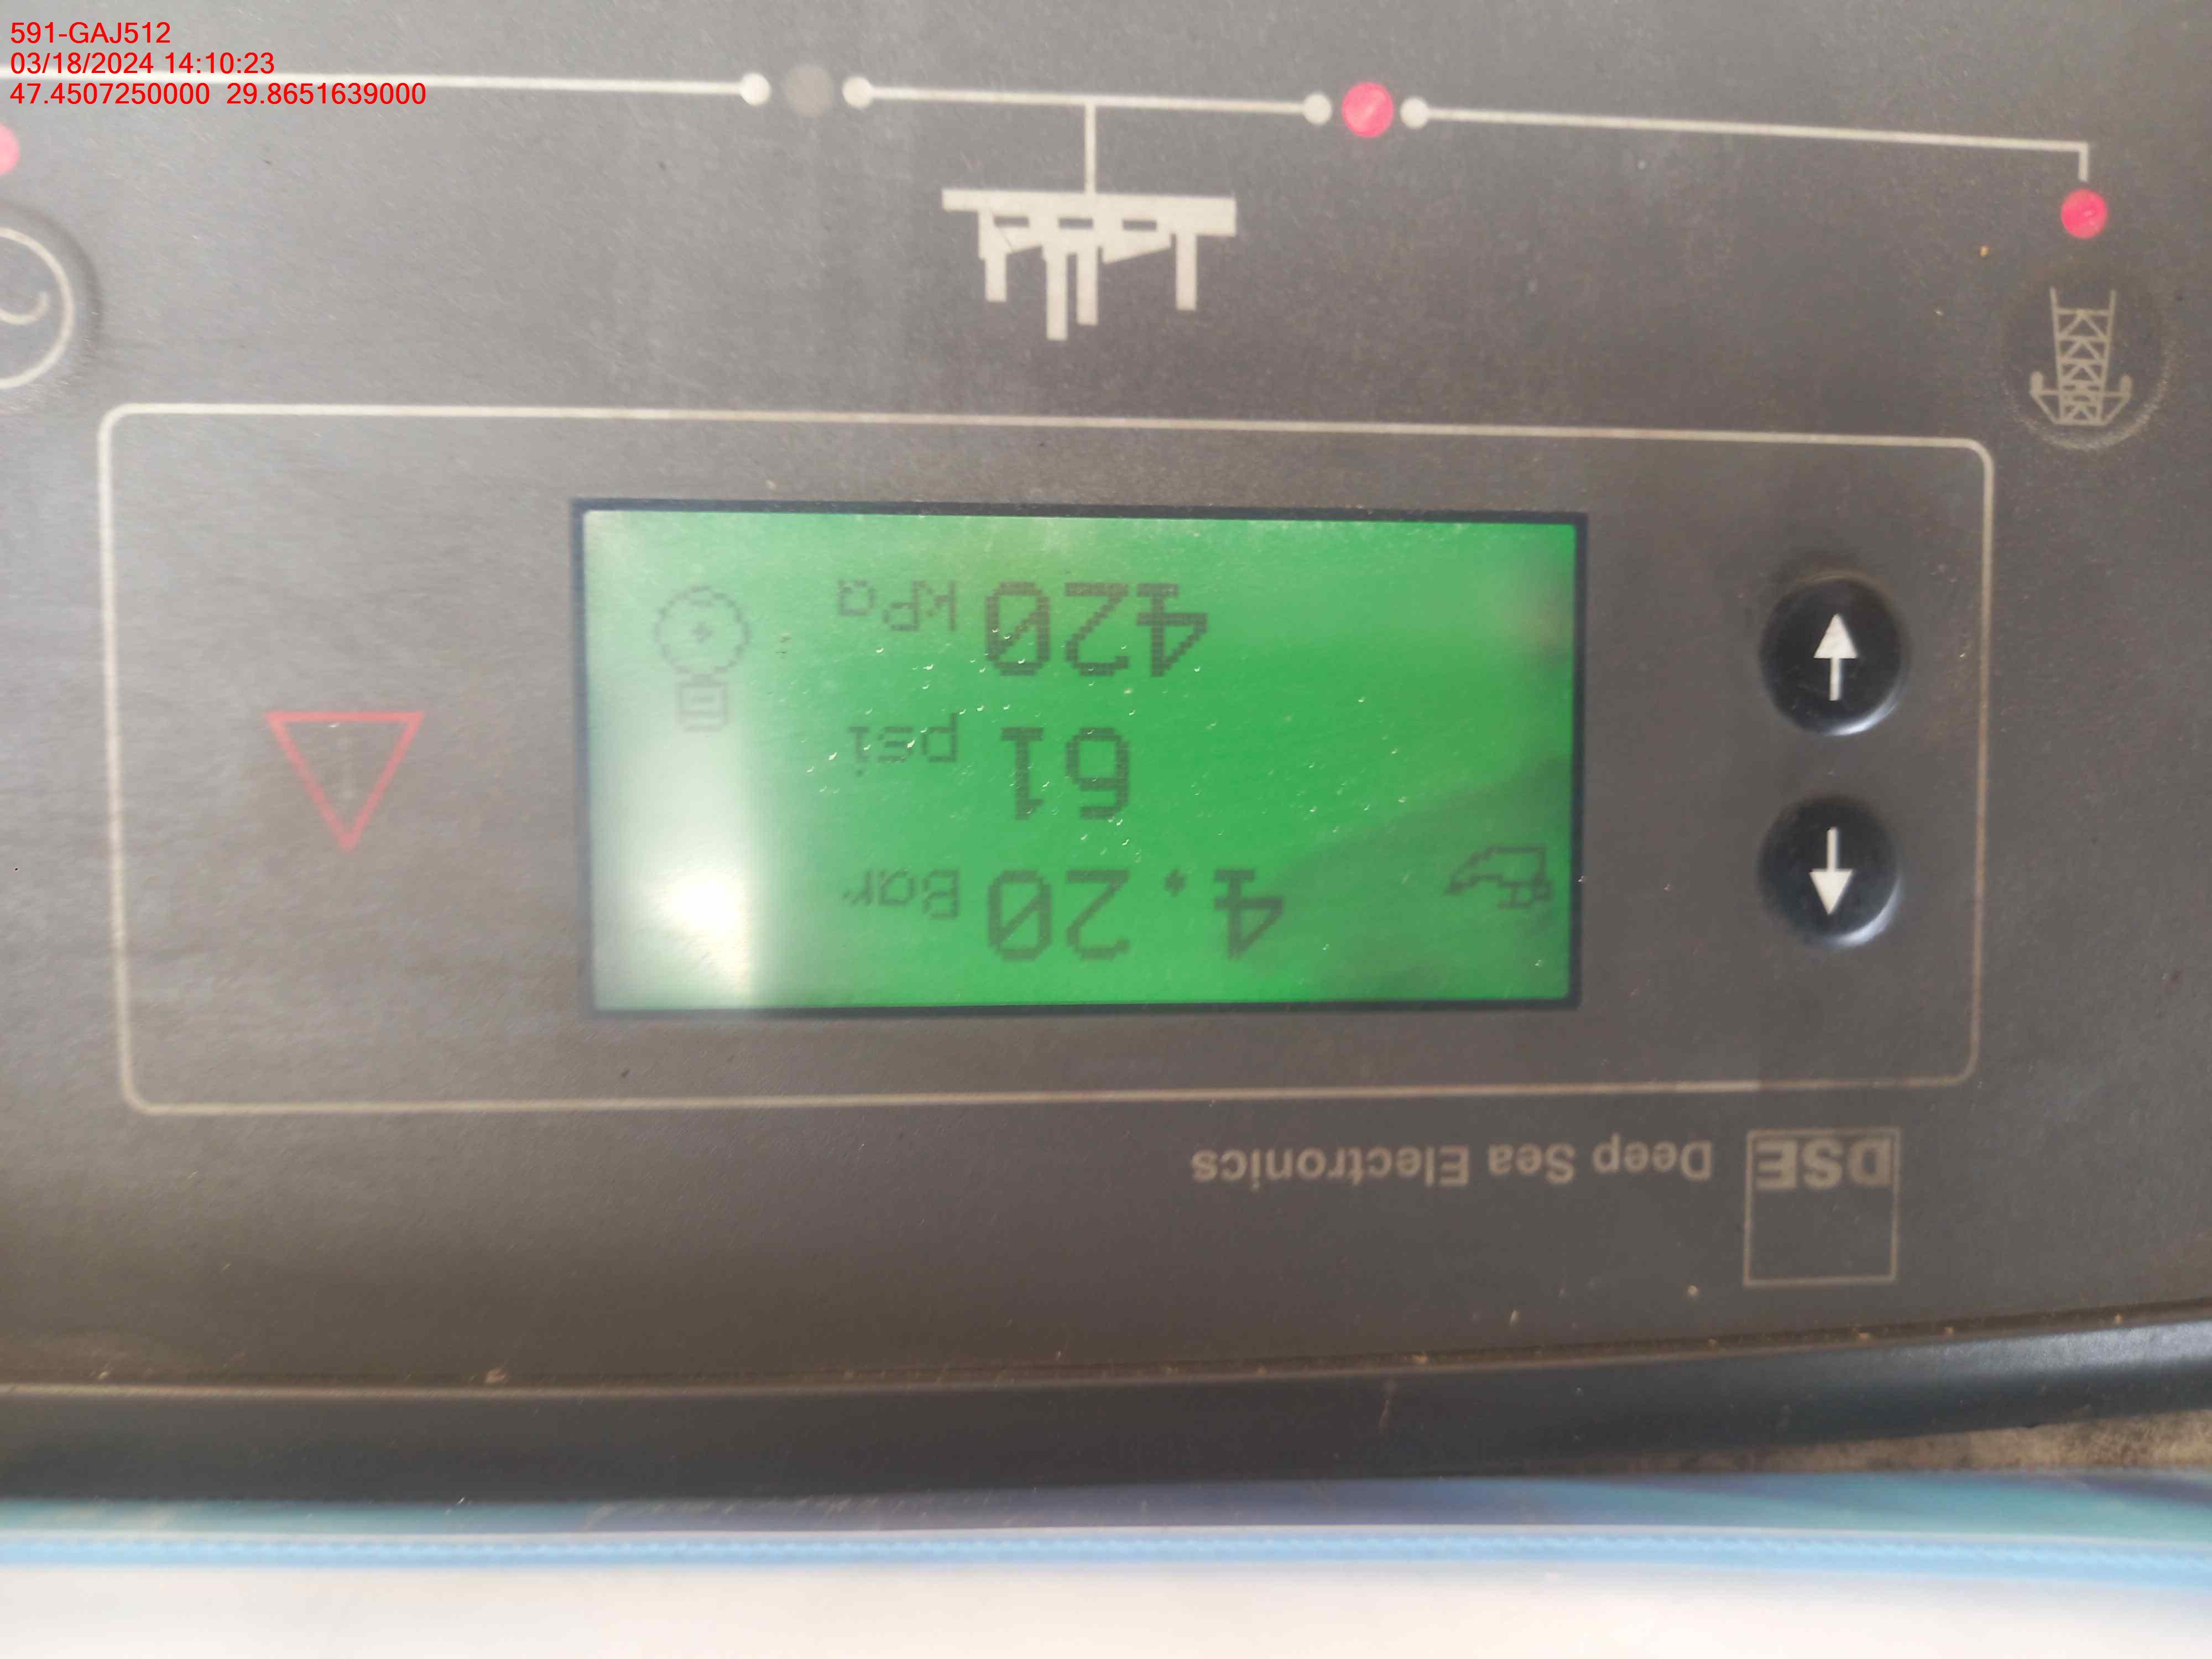 591-GAJ512
03/18/2024 14:10:23
47.4507250000 29.8651639000
DSE Deep Sea Electronics
4.20 Bar
61 psi
420 kPa